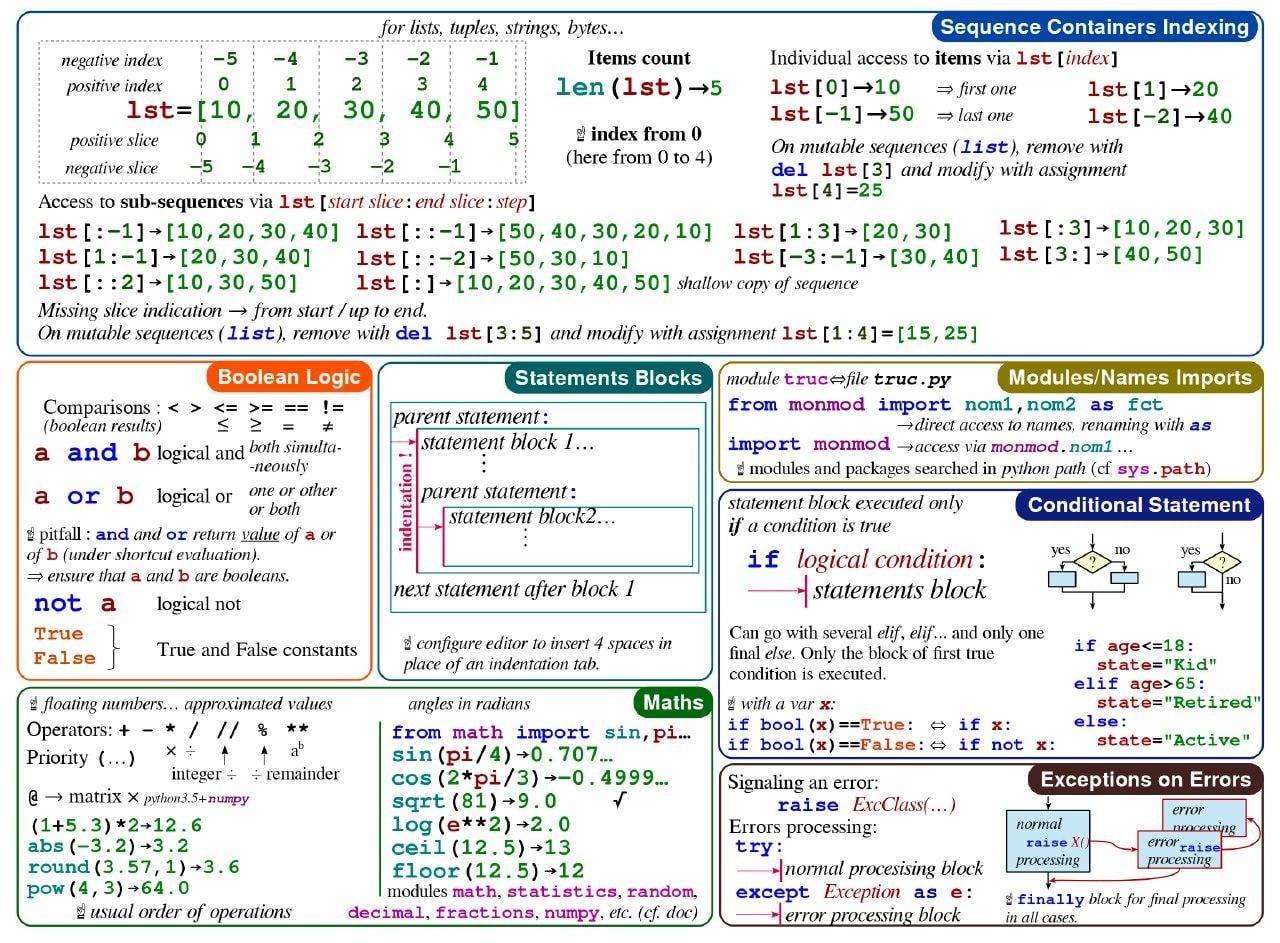 for lists, tuples, strings, bytes…
Sequence Containers Indexing
negative index -5 -4 -3 -2 -1
positive index 0 1 2 3 4
lst=[10, 20, 30, 40, 50]
positive slice 0 1 2 3 4 5
negative slice -5 -4 -3 -2 -1
Items count
len(lst)→5
☝ index from 0
(here from 0 to 4)
Individual access to items via lst[index]
lst[0]→10 ⇒ first one lst[1]→20
lst[-1]→50 ⇒ last one lst[-2]→40
On mutable sequences (list), remove with
del lst[3] and modify with assignment
lst[4]=25
Access to sub-sequences via lst[start slice:end slice:step]
lst[:-1]→[10,20,30,40] lst[::-1]→[50,40,30,20,10] lst[1:3]→[20,30] lst[:3]→[10,20,30]
lst[1:-1]→[20,30,40] lst[::-2]→[50,30,10] lst[-3:-1]→[30,40] lst[3:]→[40,50]
lst[::2]→[10,30,50] lst[:]→[10,20,30,40,50] shallow copy of sequence
Missing slice indication → from start / up to end.
On mutable sequences (list), remove with del lst[3:5] and modify with assignment lst[1:4]=[15,25]
Boolean Logic
Comparisons : < > <= >= == !=
(boolean results) ≤ ≥ = ≠
a and b logical and both simulta-
-neously
a or b logical or one or other
or both
☝ pitfall : and and or return value of a or
of b (under shortcut evaluation).
⇒ ensure that a and b are booleans.
not a logical not
True
False
True and False constants
Statements Blocks
parent statement:
statement block 1…
⋮
parent statement:
statement block2…
⋮
indentation !
next statement after block 1
☝ configure editor to insert 4 spaces in
place of an indentation tab.
Modules/Names Imports
module truc⇔file truc.py
from monmod import nom1,nom2 as fct
→direct access to names, renaming with as
import monmod →access via monmod.nom1 …
☝ modules and packages searched in python path (cf sys.path)
Conditional Statement
statement block executed only
if a condition is true
if logical condition:
statements block
yes ? no
yes ? no
Can go with several elif, elif... and only one
final else. Only the block of first true
condition is executed.
☝ with a var x:
if bool(x)==True: ⇔ if x:
if bool(x)==False: ⇔ if not x:
if age<=18:
state="Kid"
elif age>65:
state="Retired"
else:
state="Active"
Maths
☝ floating numbers… approximated values
angles in radians
Operators: + - * / // % **
Priority (…) × ÷ aᵇ
integer ÷ ÷ remainder
@ → matrix × python3.5+numpy
(1+5.3)*2→12.6
abs(-3.2)→3.2
round(3.57,1)→3.6
pow(4,3)→64.0
☝ usual order of operations
from math import sin,pi…
sin(pi/4)→0.707…
cos(2*pi/3)→-0.4999…
sqrt(81)→9.0 √
log(e**2)→2.0
ceil(12.5)→13
floor(12.5)→12
modules math, statistics, random,
decimal, fractions, numpy, etc. (cf. doc)
Exceptions on Errors
Signaling an error:
raise ExcClass(…)
Errors processing:
try:
normal procesising block
except Exception as e:
error processing block
normal
raise X()
processing
error
processing
error raise
processing
☝ finally block for final processing
in all cases.